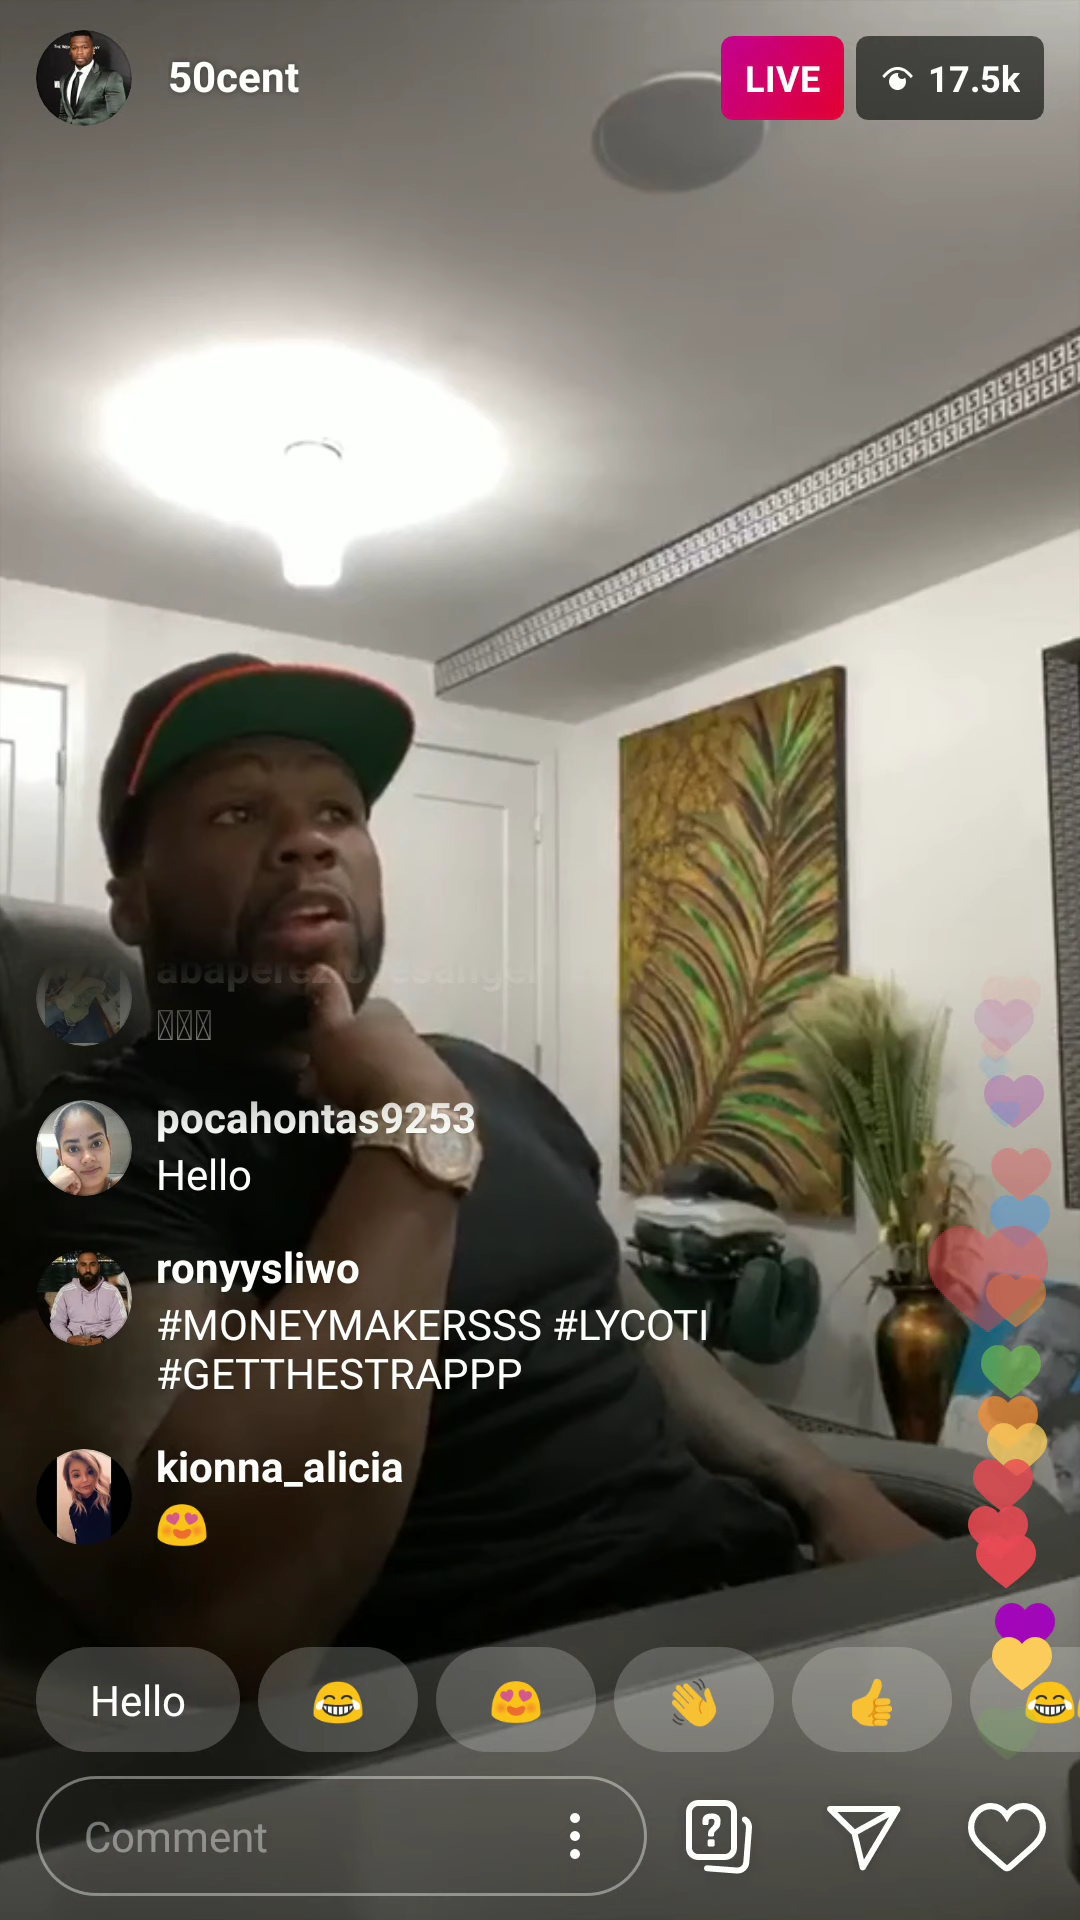 50cent
LIVE
17.5k
pocahontas9253
Hello
ronyysliwo
#MONEYMAKERSSS #LYCOTI
#GETTHESTRAPPP
kionna_alicia
😍
Hello 😂 😍 👋 👍 😂
Comment